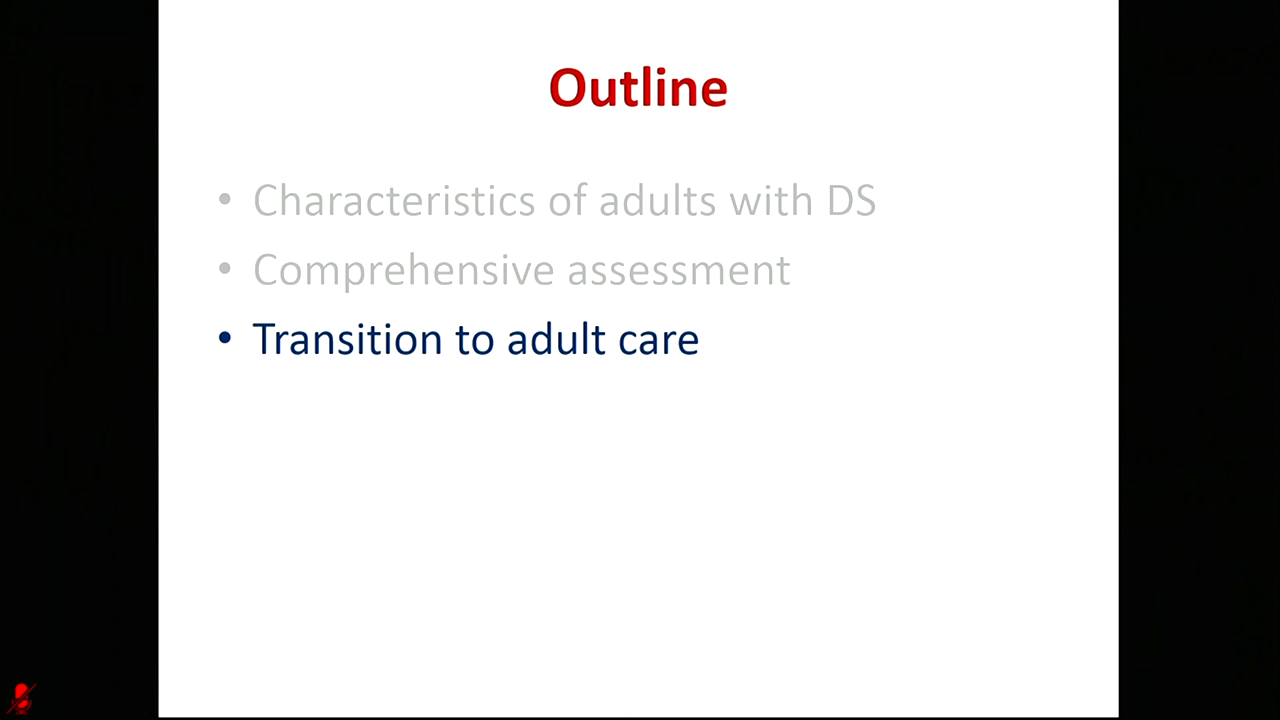 Outline
• Characteristics of adults with DS
• Comprehensive assessment
• Transition to adult care